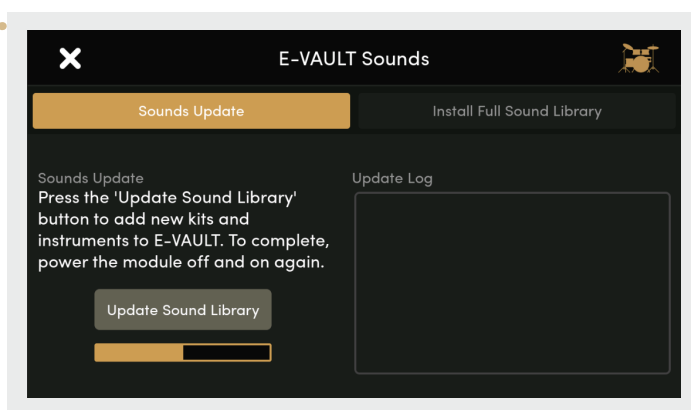 E-VAULT Sounds
Sounds Update
Install Full Sound Library
Sounds Update
Press the 'Update Sound Library'
button to add new kits and
instruments to E-VAULT. To complete,
power the module off and on again.
Update Sound Library
Update Log